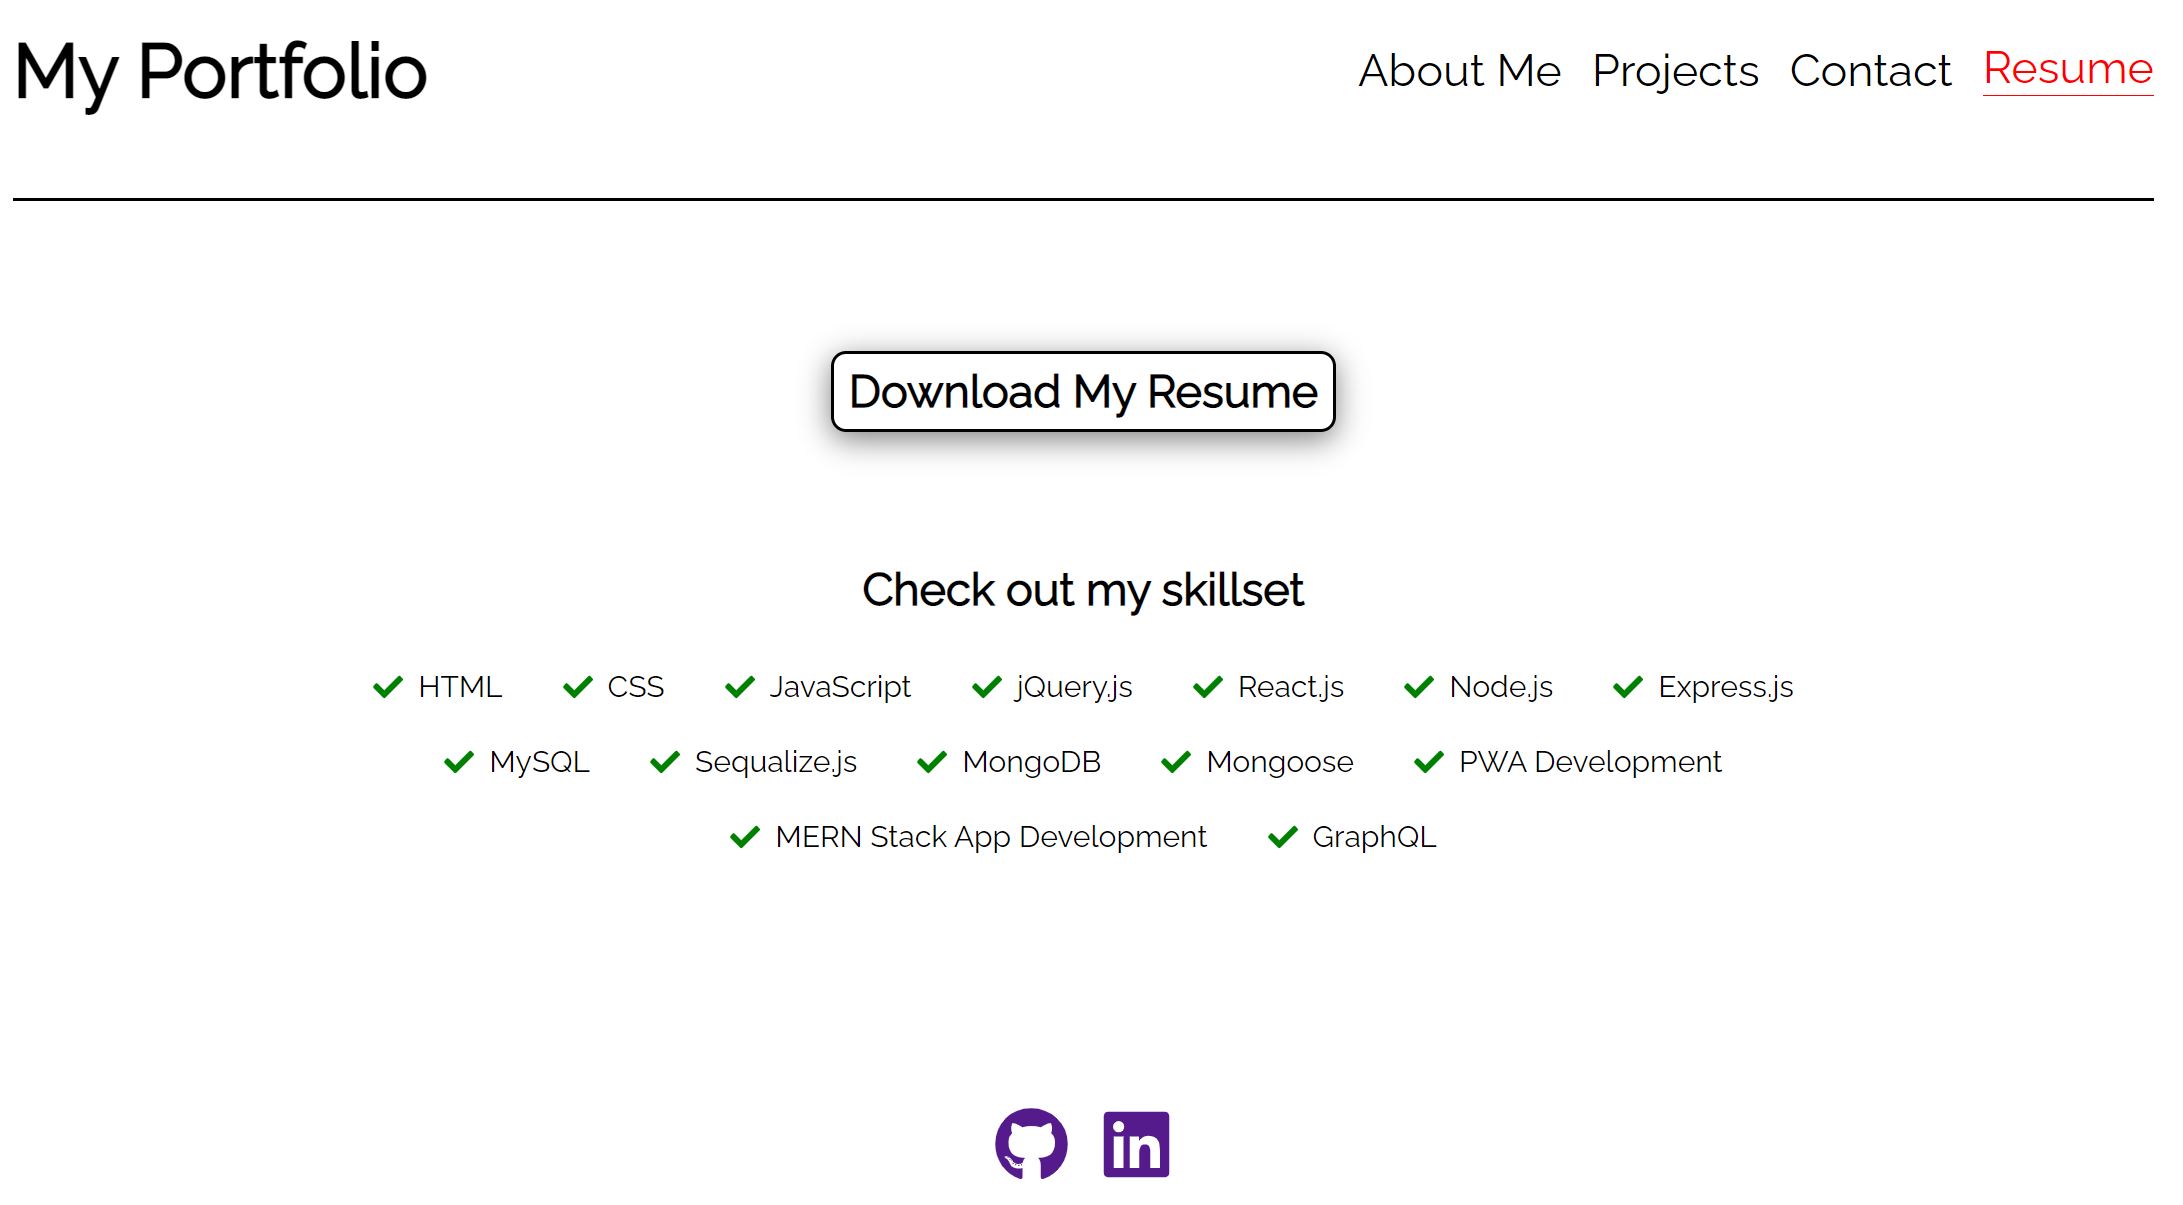 My Portfolio
About Me Projects Contact Resume
Download My Resume
Check out my skillset
HTML CSS JavaScript jQuery.js React.js Node.js Express.js
MySQL Sequalize.js MongoDB Mongoose PWA Development
MERN Stack App Development GraphQL
in